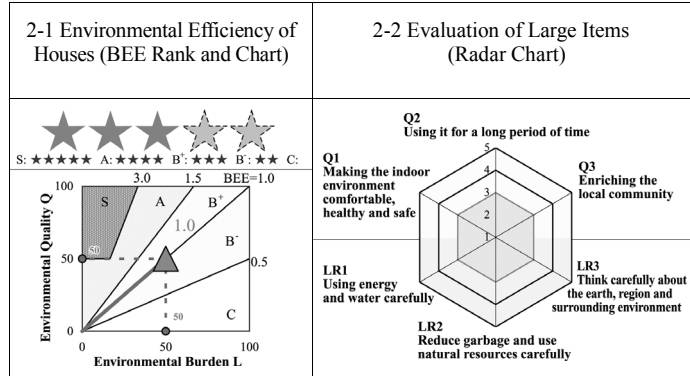 2-1 Environmental Efficiency of
Houses (BEE Rank and Chart)
2-2 Evaluation of Large Items
(Radar Chart)
S: ★★★★★ A: ★★★★ B⁺: ★★★ B⁻: ★★ C:
3.0 1.5 BEE=1.0
100
S A B⁺
1.0
B⁻
50
50
0.5
C
50
0
0 50 100
Environmental Quality Q
Environmental Burden L
Q2
Using it for a long period of time
Q1
Making the indoor
environment
comfortable,
healthy and safe
Q3
Enriching the
local community
5
4
3
2
1
LR1
Using energy
and water carefully
LR3
Think carefully about
the earth, region and
surrounding environment
LR2
Reduce garbage and use
natural resources carefully